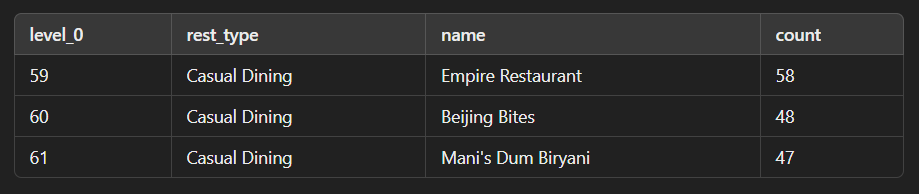 level_0 rest_type name count
59 Casual Dining Empire Restaurant 58
60 Casual Dining Beijing Bites 48
61 Casual Dining Mani's Dum Biryani 47